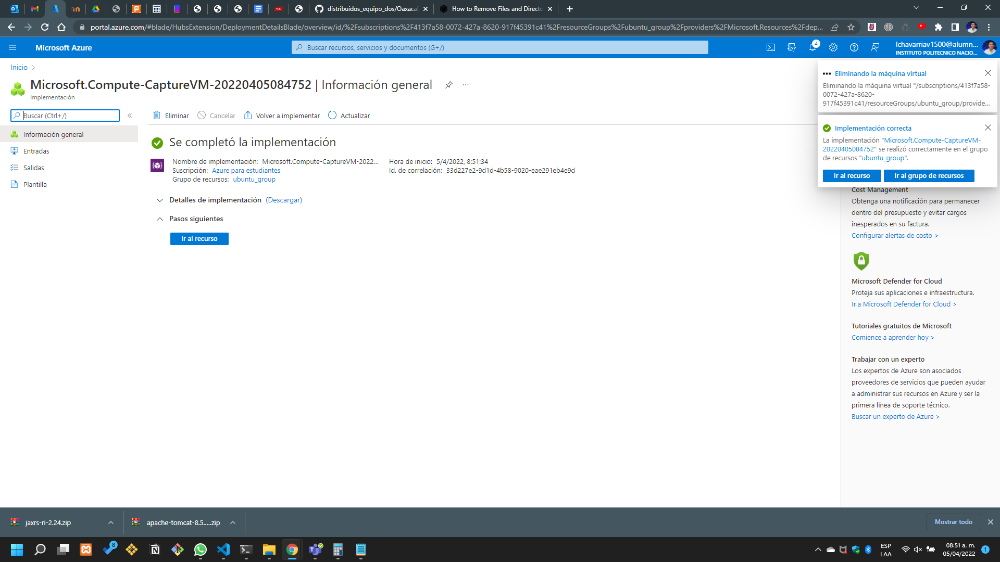 distribuidos_equipo_dos/Oaxaca
How to Remove Files and Directo
portal.azure.com/#blade/HubsExtension/DeploymentDetailsBlade/overview/id/%2Fsubscriptions%2F413f7a58-0072-427a-8620-917f45391c41%2FresourceGroups%2Fubuntu_group%2Fproviders%2FMicrosoft.Resources%2Fdep...
Microsoft Azure
Buscar recursos, servicios y documentos (G+/)
4
lchavarriav1500@alumn...
INSTITUTO POLITECNICO NACIO...
Inicio
Microsoft.Compute-CaptureVM-20220405084752 | Información general
Implementación
Buscar (Ctrl+/)
Información general
Entradas
Salidas
Plantilla
Eliminar
Cancelar
Volver a implementar
Actualizar
Se completó la implementación
Nombre de implementación: Microsoft.Compute-CaptureVM-2022...
Suscripción: Azure para estudiantes
Grupo de recursos: ubuntu_group
Hora de inicio: 5/4/2022, 8:51:34
Id. de correlación: 33d227e2-9d1d-4b58-9020-eae291eb4e9d
Detalles de implementación (Descargar)
Pasos siguientes
Ir al recurso
Eliminando la máquina virtual
Eliminando la máquina virtual "/subscriptions/413f7a58-
0072-427a-8620-
917f45391c41/resourceGroups/ubuntu_group/provide...
Implementación correcta
La implementación "Microsoft.Compute-CaptureVM-
20220405084752" se realizó correctamente en el grupo
de recursos "ubuntu_group".
Ir al recurso
Ir al grupo de recursos
Cost Management
Obtenga una notificación para permanecer
dentro del presupuesto y evitar cargos
inesperados en su factura.
Configurar alertas de costo >
Microsoft Defender for Cloud
Proteja sus aplicaciones e infraestructura.
Ir a Microsoft Defender for Cloud >
Tutoriales gratuitos de Microsoft
Comience a aprender hoy >
Trabajar con un experto
Los expertos de Azure son asociados
proveedores de servicios que pueden ayudar
a administrar sus recursos en Azure y ser la
primera línea de soporte técnico.
Buscar un experto de Azure >
jaxrs-ri-2.24.zip
apache-tomcat-8.5.....zip
Mostrar todo
8
ESP
LAA
08:51 a. m.
05/04/2022
1